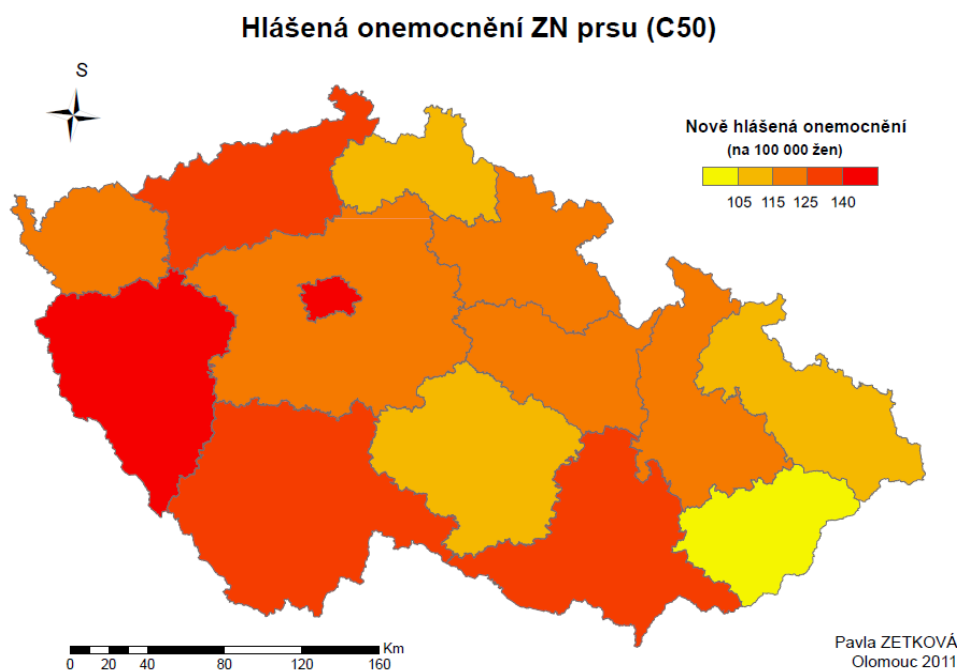 Hlášená onemocnění ZN prsu (C50)
S
Nově hlášená onemocnění
(na 100 000 žen)
105 115 125 140
Km
0 20 40 80 120 160
Pavla ZETKOVÁ
Olomouc 2011